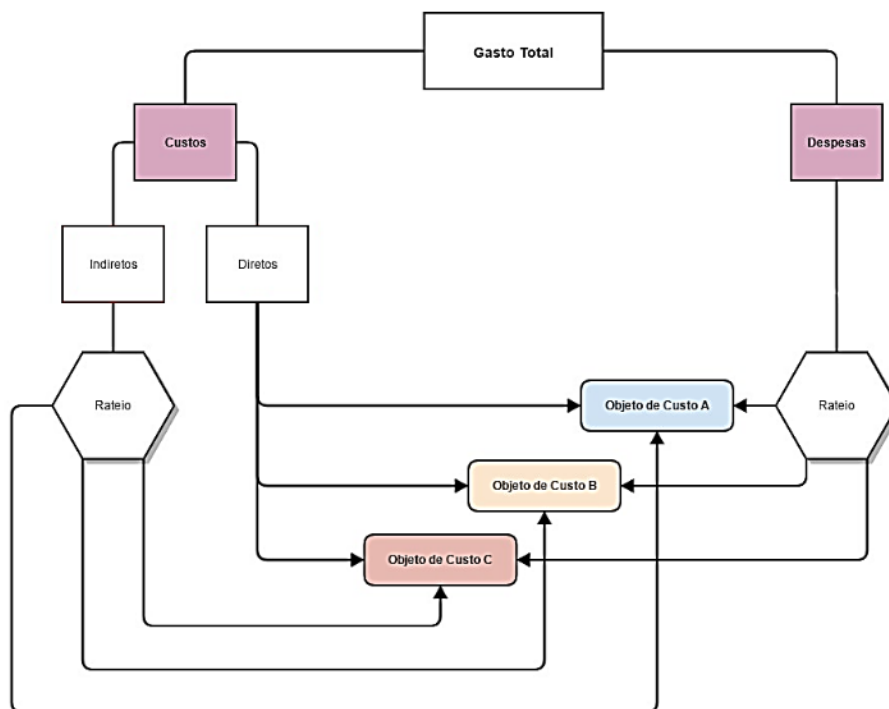 Gasto Total
Custos
Despesas
Indiretos
Diretos
Rateio
Objeto de Custo A
Rateio
Objeto de Custo B
Objeto de Custo C